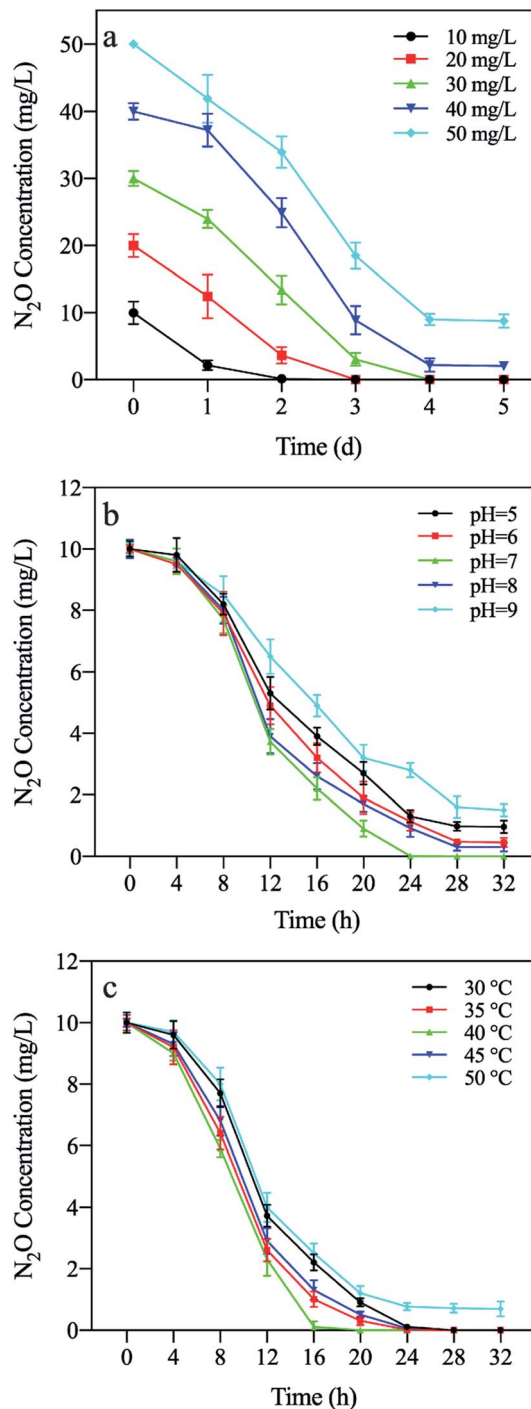 a
10 mg/L
20 mg/L
30 mg/L
40 mg/L
50 mg/L
N₂O Concentration (mg/L)
50
40
30
20
10
0
0 1 2 3 4 5
Time (d)
b
pH=5
pH=6
pH=7
pH=8
pH=9
N₂O Concentration (mg/L)
12
10
8
6
4
2
0
0 4 8 12 16 20 24 28 32
Time (h)
c
30 °C
35 °C
40 °C
45 °C
50 °C
N₂O Concentration (mg/L)
12
10
8
6
4
2
0
0 4 8 12 16 20 24 28 32
Time (h)